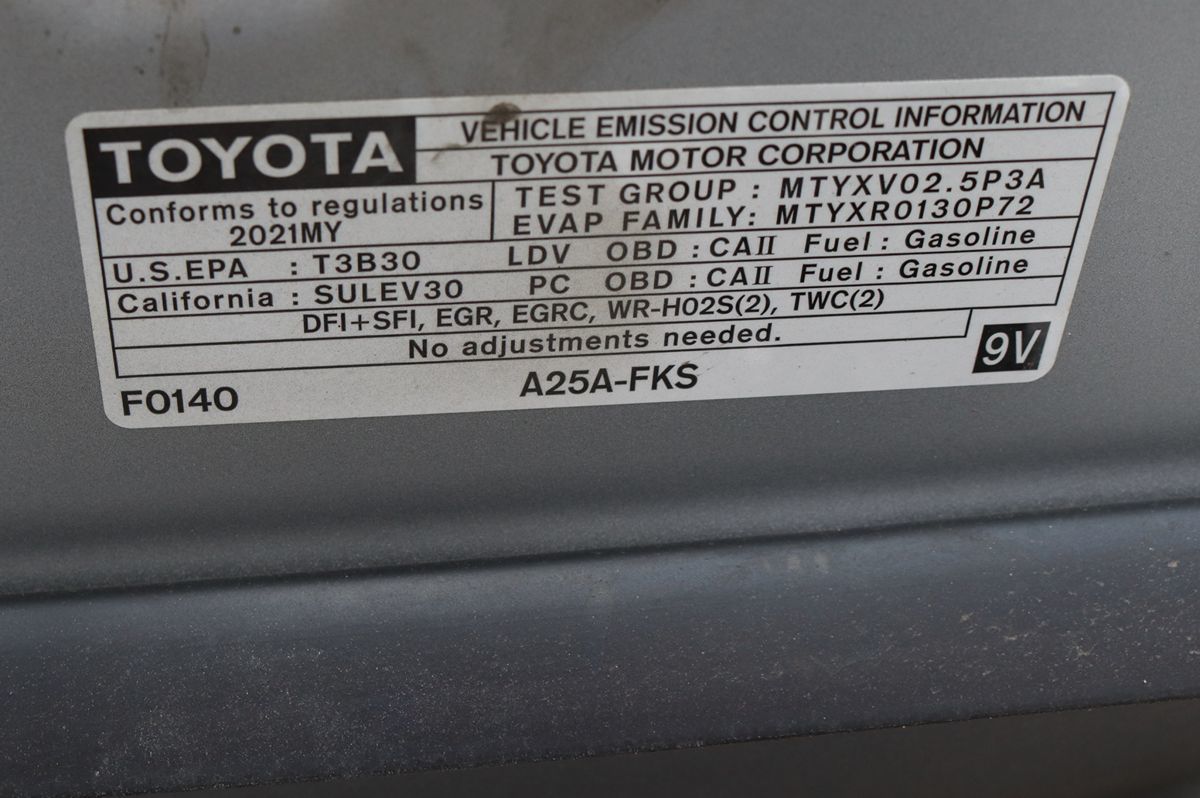 TOYOTA
VEHICLE EMISSION CONTROL INFORMATION
TOYOTA MOTOR CORPORATION
Conforms to regulations
2021MY
TEST GROUP : MTYXV02.5P3A
EVAP FAMILY: MTYXR0130P72
U.S.EPA : T3B30 LDV OBD : CAII Fuel : Gasoline
California : SULEV30 PC OBD : CAII Fuel : Gasoline
DFI+SFI, EGR, EGRC, WR-HO2S(2), TWC(2)
No adjustments needed.
F0140 A25A-FKS 9V